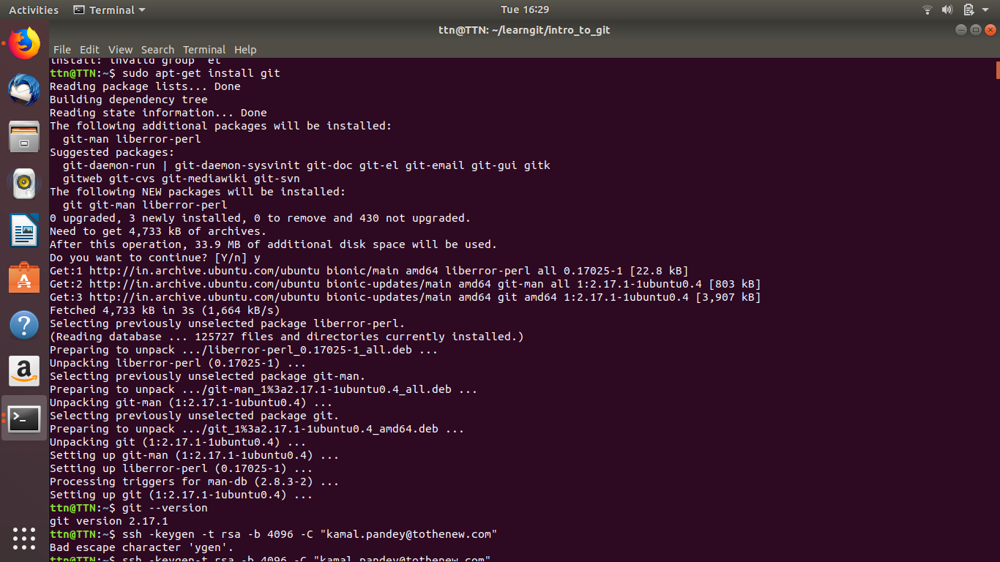 Activities Terminal Tue 16:29
ttn@TTN: ~/learngit/intro_to_git
File Edit View Search Terminal Help
install: invalid group 'et'
ttn@TTN:~$ sudo apt-get install git
Reading package lists... Done
Building dependency tree
Reading state information... Done
The following additional packages will be installed:
  git-man liberror-perl
Suggested packages:
  git-daemon-run | git-daemon-sysvinit git-doc git-el git-email git-gui gitk
  gitweb git-cvs git-mediawiki git-svn
The following NEW packages will be installed:
  git git-man liberror-perl
0 upgraded, 3 newly installed, 0 to remove and 430 not upgraded.
Need to get 4,733 kB of archives.
After this operation, 33.9 MB of additional disk space will be used.
Do you want to continue? [Y/n] y
Get:1 http://in.archive.ubuntu.com/ubuntu bionic/main amd64 liberror-perl all 0.17025-1 [22.8 kB]
Get:2 http://in.archive.ubuntu.com/ubuntu bionic-updates/main amd64 git-man all 1:2.17.1-1ubuntu0.4 [803 kB]
Get:3 http://in.archive.ubuntu.com/ubuntu bionic-updates/main amd64 git amd64 1:2.17.1-1ubuntu0.4 [3,907 kB]
Fetched 4,733 kB in 3s (1,664 kB/s)
Selecting previously unselected package liberror-perl.
(Reading database ... 125727 files and directories currently installed.)
Preparing to unpack .../liberror-perl_0.17025-1_all.deb ...
Unpacking liberror-perl (0.17025-1) ...
Selecting previously unselected package git-man.
Preparing to unpack .../git-man_1%3a2.17.1-1ubuntu0.4_all.deb ...
Unpacking git-man (1:2.17.1-1ubuntu0.4) ...
Selecting previously unselected package git.
Preparing to unpack .../git_1%3a2.17.1-1ubuntu0.4_amd64.deb ...
Unpacking git (1:2.17.1-1ubuntu0.4) ...
Setting up git-man (1:2.17.1-1ubuntu0.4) ...
Setting up liberror-perl (0.17025-1) ...
Processing triggers for man-db (2.8.3-2) ...
Setting up git (1:2.17.1-1ubuntu0.4) ...
ttn@TTN:~$ git --version
git version 2.17.1
ttn@TTN:~$ ssh -keygen -t rsa -b 4096 -C "kamal.pandey@tothenew.com"
Bad escape character 'ygen'.
ttn@TTN:~$ ssh -keygen-t rsa -b 4096 -C "kamal.pandey@tothenew.com"